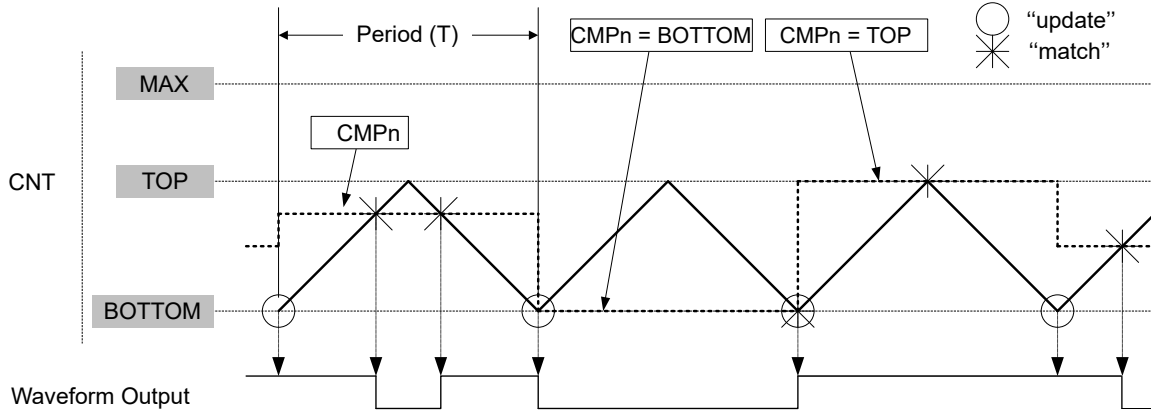 Period (T)
CMPn = BOTTOM
CMPn = TOP
“update”
“match”
MAX
CMPn
CNT
TOP
BOTTOM
Waveform Output